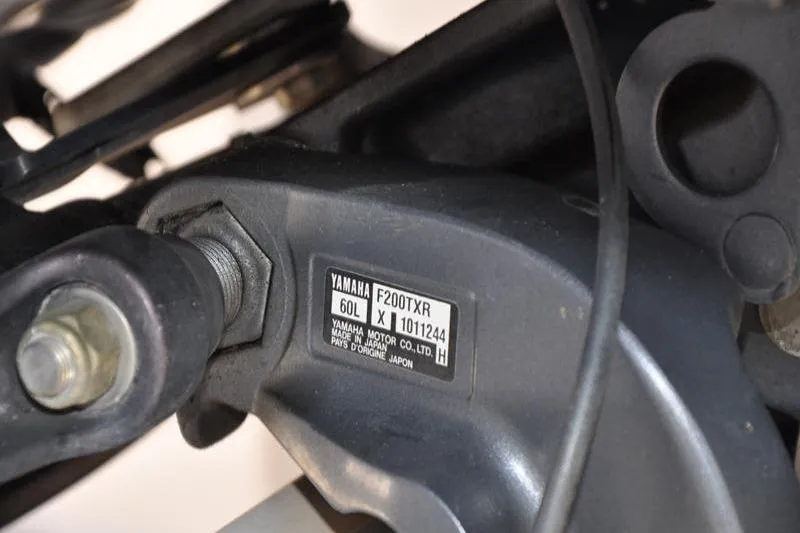 YAMAHA F200TXR
60L X 1011244
YAMAHA MOTOR CO., LTD. H
MADE IN JAPAN
PAYS D'ORIGINE JAPON